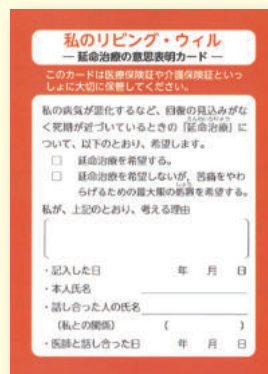 私のリビング・ウィル
― 延命治療の意思表明カード ―
このカードは医療保険証や介護保険証といっ
しょに大切に保管してください。
私の病気が悪化するなど、回復の見込みがな
く死期が近づいているときの「延命治療」に
ついて、以下のとおり、希望します。
□ 延命治療を希望する。
□ 延命治療を希望しないが、苦痛をやわ
らげるための最大限の処置を希望する。
私が、上記のとおり、考える理由
・記入した日 年 月 日
・本人氏名
・話し合った人の氏名
(私との関係) ( )
・医師と話し合った日 年 月 日